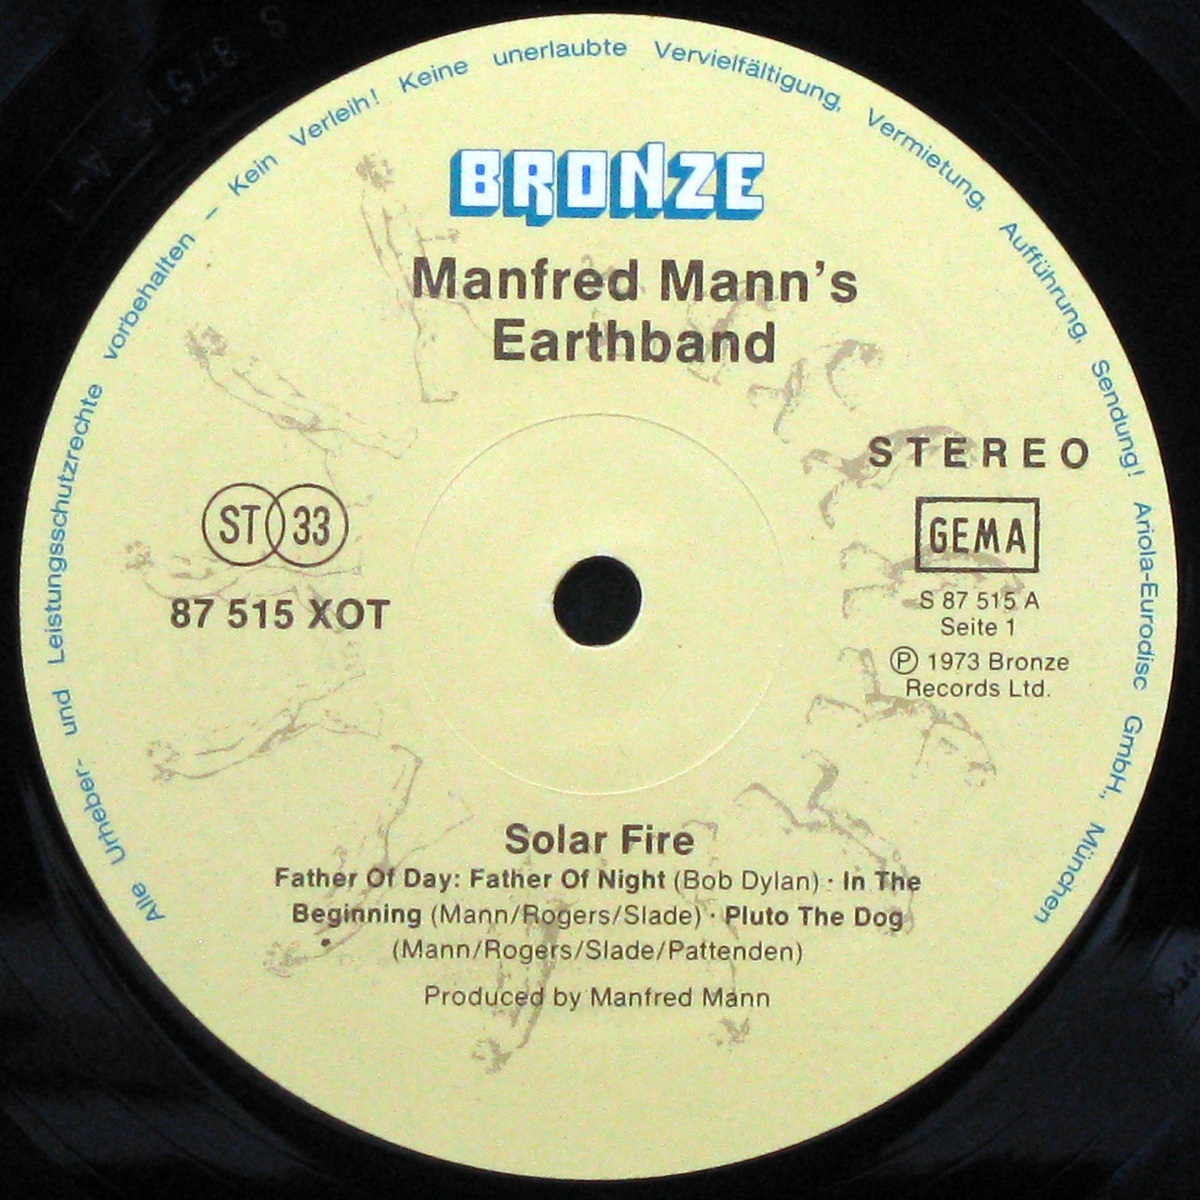 Alle Urheber- und Leistungsschutzrechte vorbehalten – Kein Verleih! Keine unerlaubte Vervielfältigung, Vermietung, Aufführung, Sendung! Ariola-Eurodisc GmbH., München
BRONZE
Manfred Mann's
Earthband
STEREO
ST 33
GEMA
87 515 XOT
S 87 515 A
Seite 1
Ⓟ 1973 Bronze
Records Ltd.
Solar Fire
Father Of Day: Father Of Night (Bob Dylan) · In The
Beginning (Mann/Rogers/Slade) · Pluto The Dog
(Mann/Rogers/Slade/Pattenden)
Produced by Manfred Mann